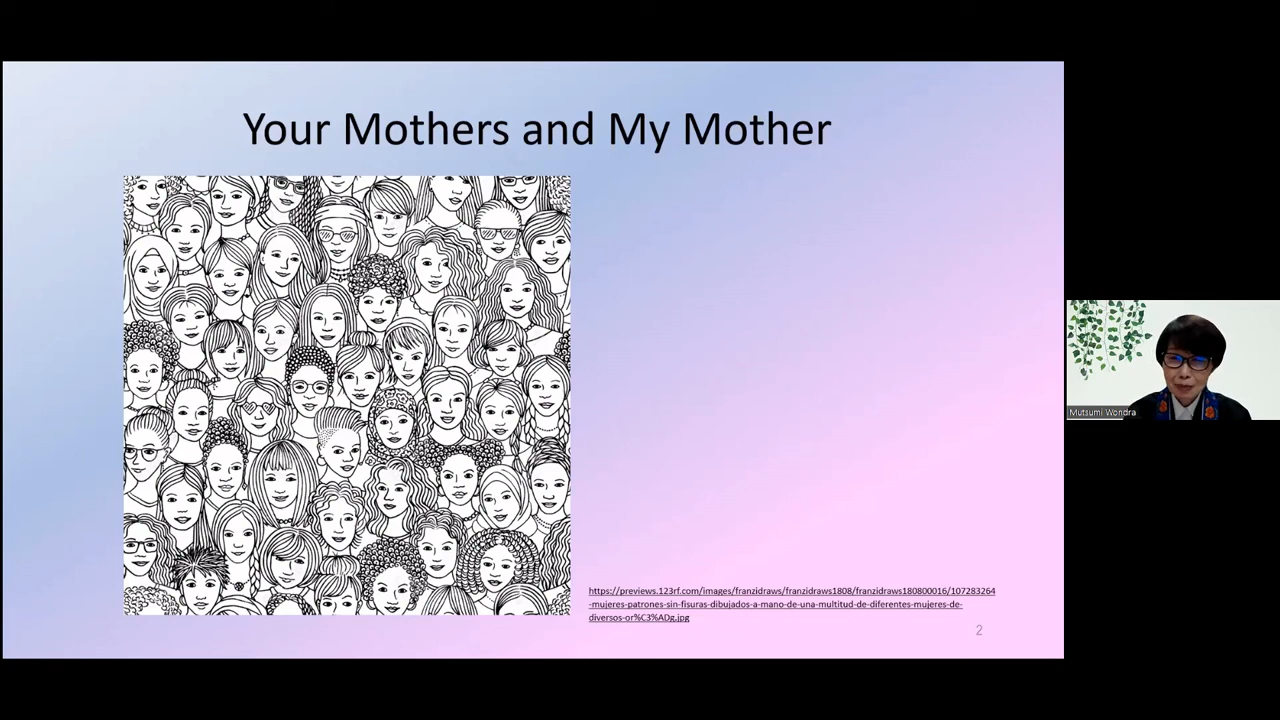 Your Mothers and My Mother
https://previews.123rf.com/images/franzidraws/franzidraws1808/franzidraws180800016/107283264
-mujeres-patrones-sin-fisuras-dibujados-a-mano-de-una-multitud-de-diferentes-mujeres-de-
diversos-or%C3%ADg.jpg
2
Mutsumi Wondra